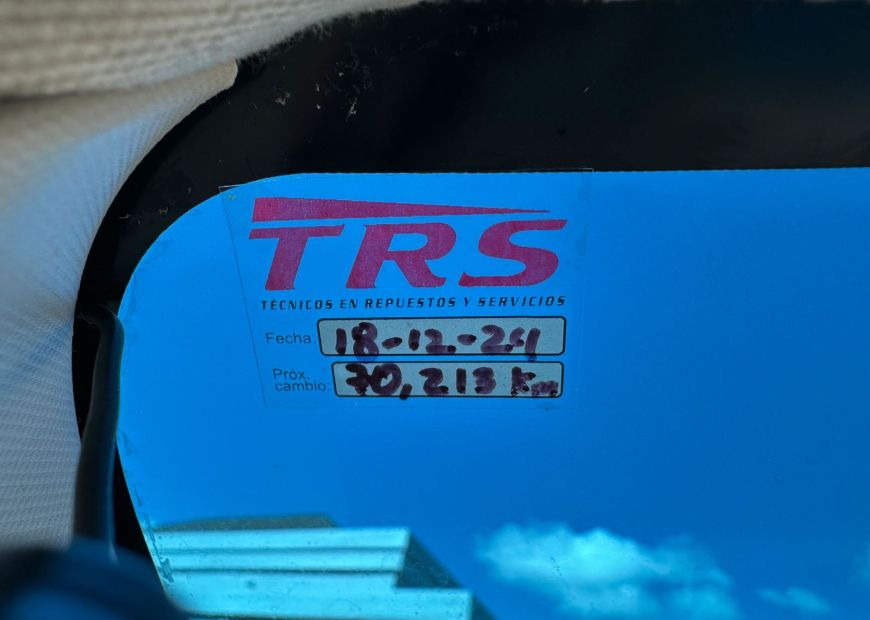 TRS
TÉCNICOS EN REPUESTOS Y SERVICIOS
Fecha: 18-12-24
Próx.
cambio: 70,213 Km